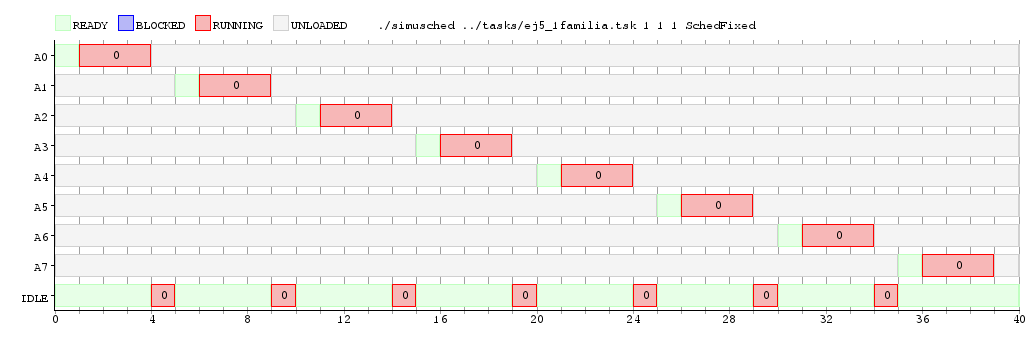 READY BLOCKED RUNNING UNLOADED ./simusched ../tasks/ej5_1familia.tsk 1 1 1 SchedFixed
A0 0
A1 0
A2 0
A3 0
A4 0
A5 0
A6 0
A7 0
IDLE 0 0 0 0 0 0 0
0 4 8 12 16 20 24 28 32 36 40